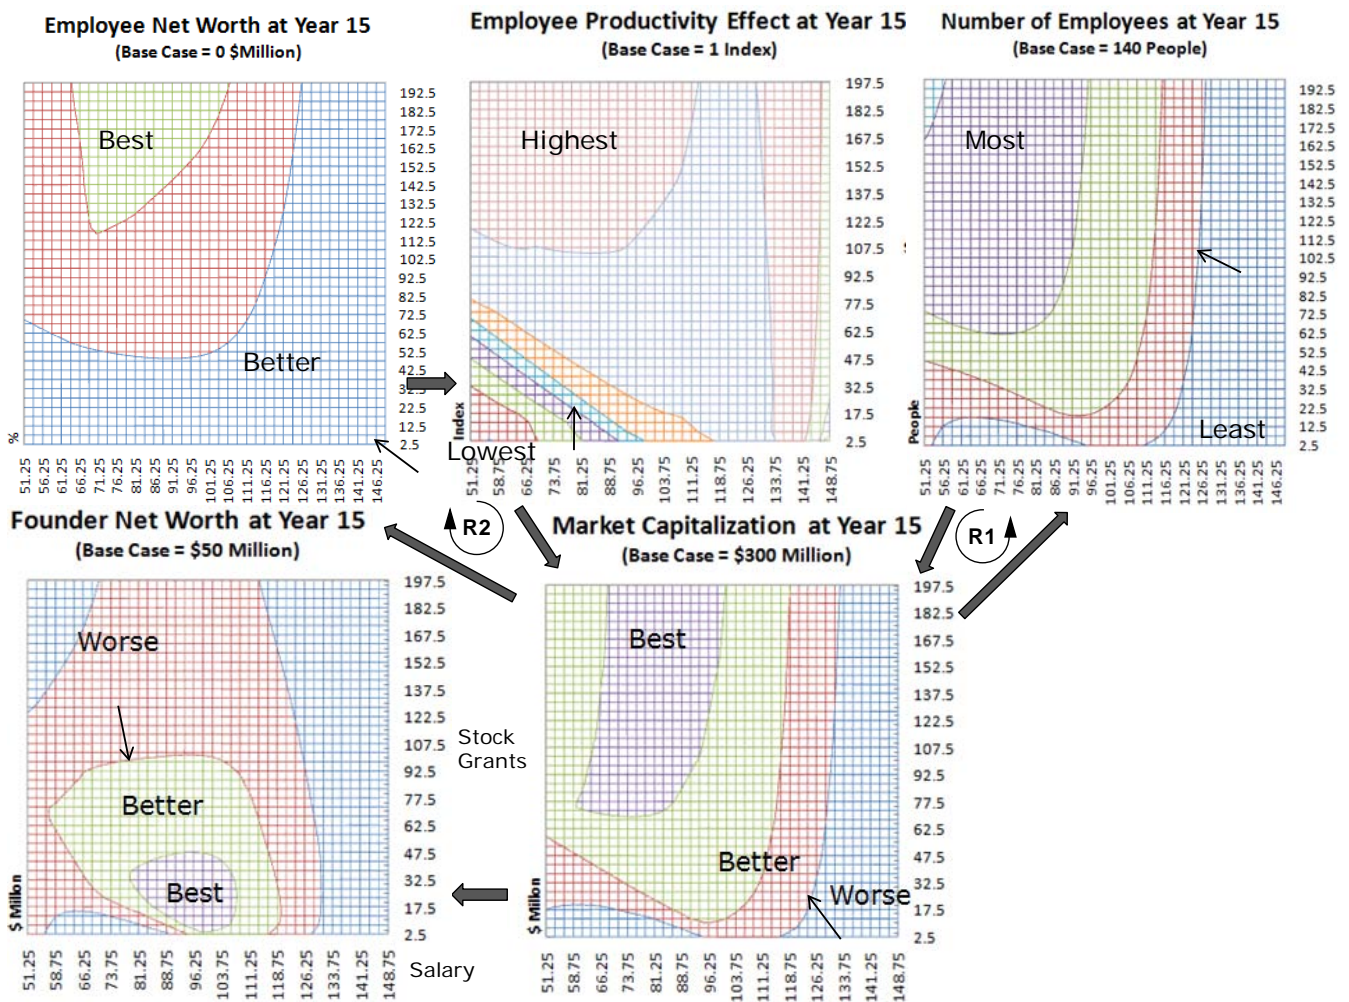 Employee Net Worth at Year 15
(Base Case = 0 $Million)
Best
Better
192.5
182.5
172.5
162.5
152.5
142.5
132.5
122.5
112.5
102.5
92.5
82.5
72.5
62.5
52.5
42.5
32.5
22.5
12.5
2.5
%
51.25 56.25 61.25 66.25 71.25 76.25 81.25 86.25 91.25 96.25 101.25 106.25 111.25 116.25 121.25 126.25 131.25 136.25 141.25 146.25
Employee Productivity Effect at Year 15
(Base Case = 1 Index)
Highest
Lowest
197.5
182.5
167.5
152.5
137.5
122.5
107.5
92.5
77.5
62.5
47.5
32.5
17.5
2.5
Index
51.25 58.75 66.25 73.75 81.25 88.75 96.25 103.75 111.25 118.75 126.25 133.75 141.25 148.75
Number of Employees at Year 15
(Base Case = 140 People)
Most
Least
192.5
182.5
172.5
162.5
152.5
142.5
132.5
122.5
112.5
102.5
92.5
82.5
72.5
62.5
52.5
42.5
32.5
22.5
12.5
2.5
People
51.25 56.25 61.25 66.25 71.25 76.25 81.25 86.25 91.25 96.25 101.25 106.25 111.25 116.25 121.25 126.25 131.25 136.25 141.25 146.25
R2
R1
Founder Net Worth at Year 15
(Base Case = $50 Million)
Worse
Better
Best
197.5
182.5
167.5
152.5
137.5
122.5
107.5
92.5
77.5
62.5
47.5
32.5
17.5
2.5
$ Million
51.25 58.75 66.25 73.75 81.25 88.75 96.25 103.75 111.25 118.75 126.25 133.75 141.25 148.75
Stock
Grants
Salary
Market Capitalization at Year 15
(Base Case = $300 Million)
Best
Better
Worse
197.5
182.5
167.5
152.5
137.5
122.5
107.5
92.5
77.5
62.5
47.5
32.5
17.5
2.5
$ Million
51.25 58.75 66.25 73.75 81.25 88.75 96.25 103.75 111.25 118.75 126.25 133.75 141.25 148.75